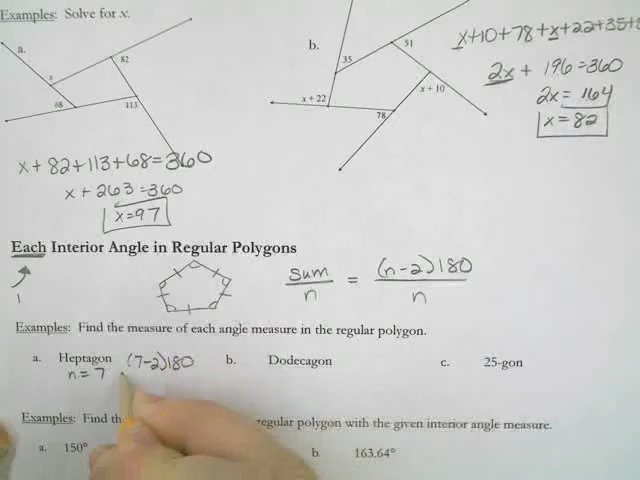 Examples: Solve for x.
a.
x
82
68
113
b.
35
51
x + 22
x + 10
78
x+10+78+x+22+35+5
2x + 196=360
2x = 164
x = 82
x + 82+113+68=360
x + 263=360
x=97
Each Interior Angle in Regular Polygons
1
sum/n = (n-2)180/n
Examples: Find the measure of each angle measure in the regular polygon.
a. Heptagon (7-2)180 b. Dodecagon c. 25-gon
n = 7
Examples: Find the regular polygon with the given interior angle measure.
a. 150° b. 163.64°